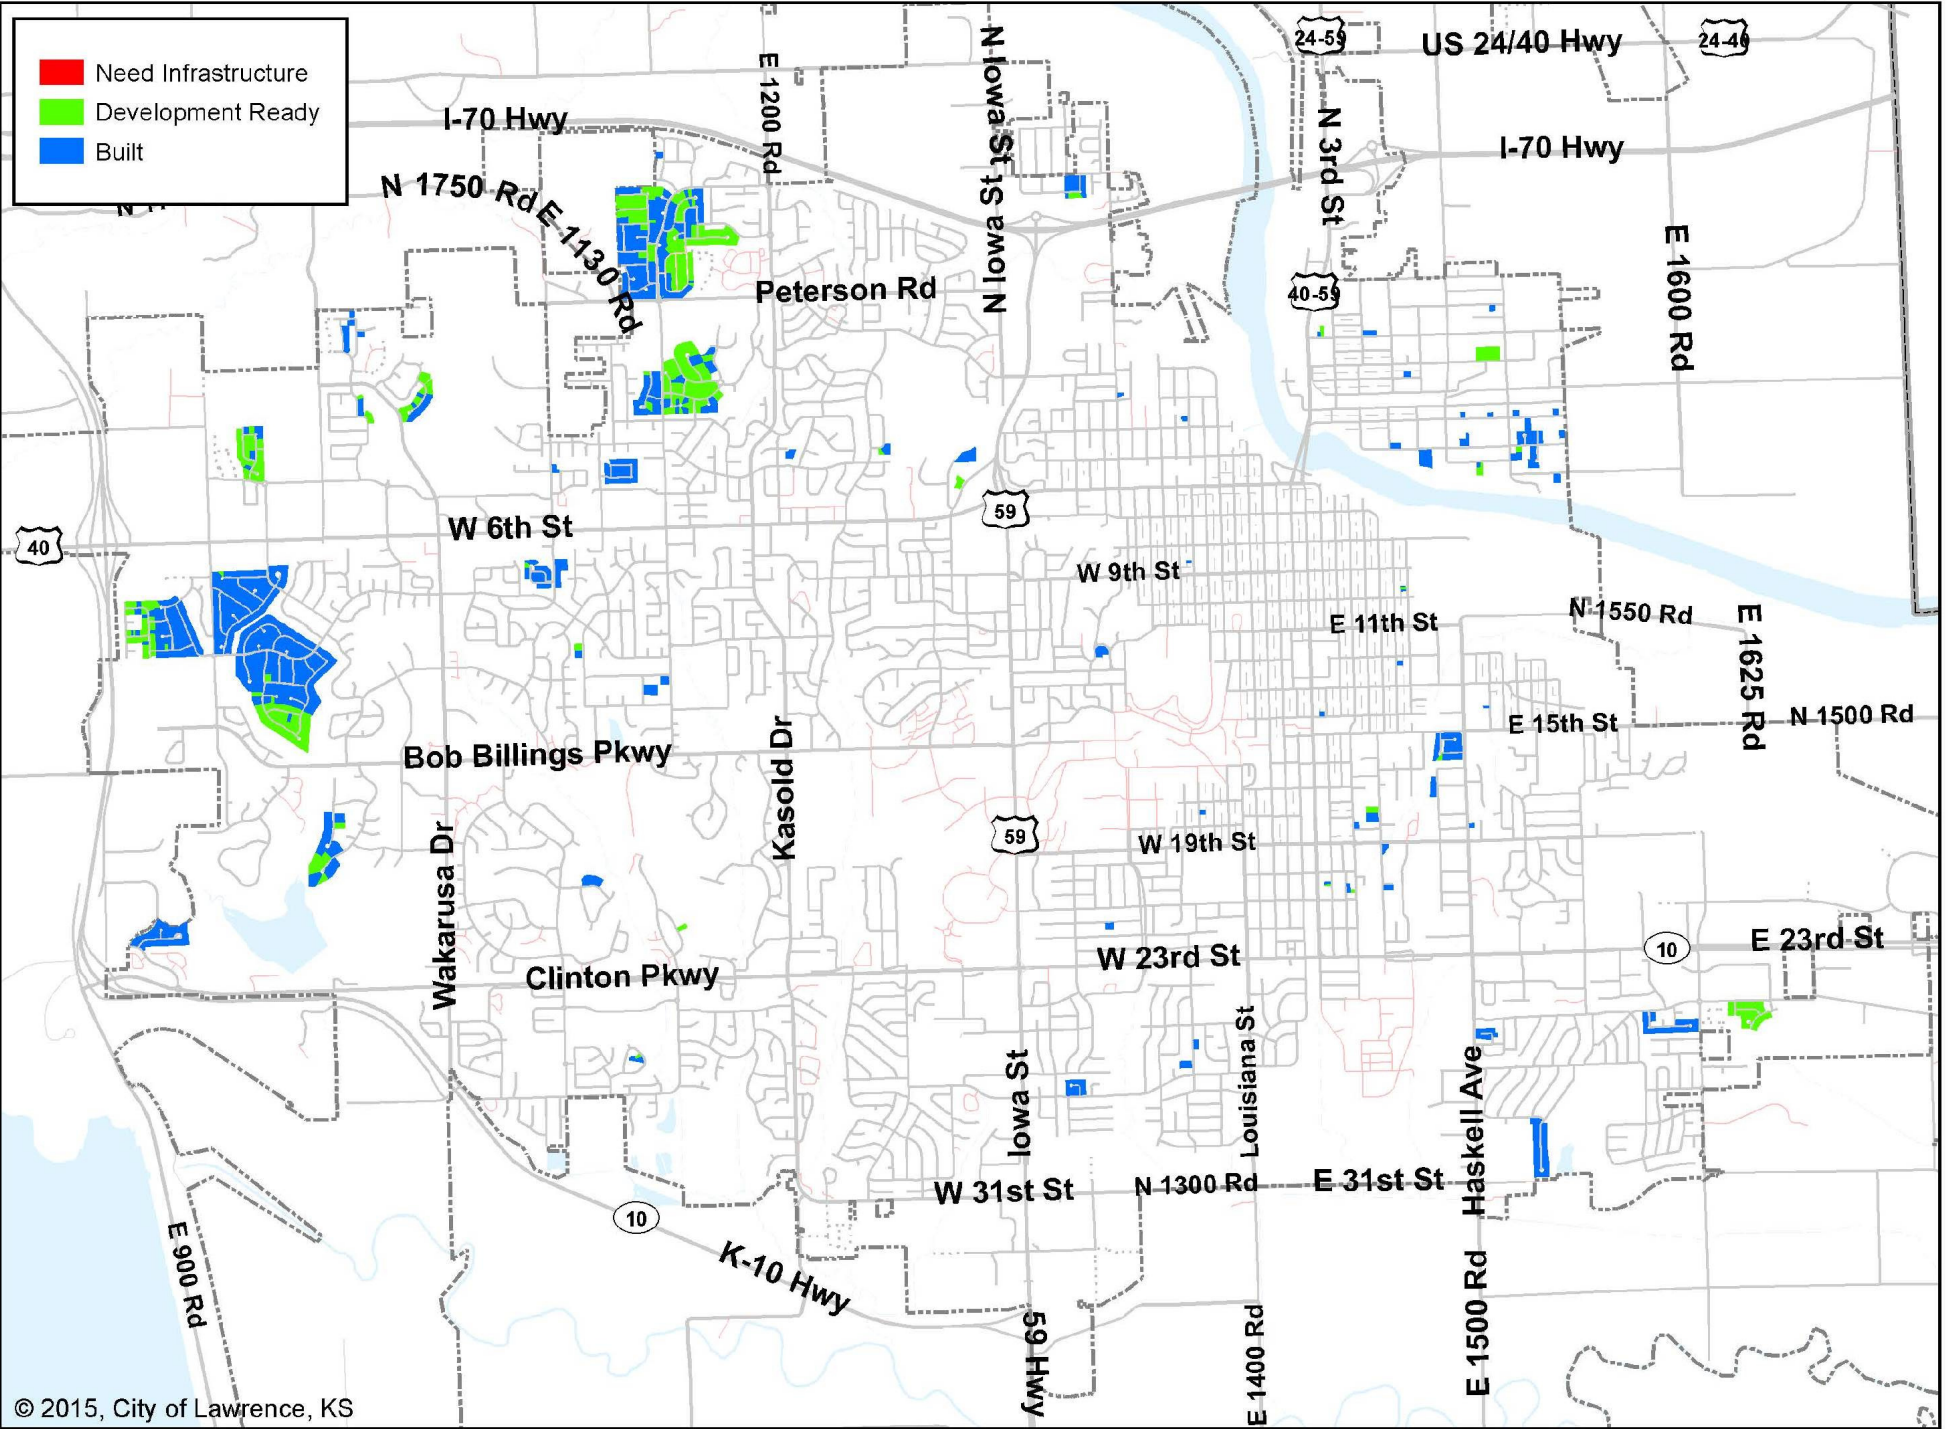 Need Infrastructure
Development Ready
Built
N Iowa St
24-59
US 24/40 Hwy
24-40
E 1200 Rd
I-70 Hwy
N 3rd St
I-70 Hwy
N 1750 Rd
E 1130 Rd
N Iowa St
E 1600 Rd
Peterson Rd
40-59
W 6th St
59
40
W 9th St
E 11th St
N 1550 Rd
E 1625 Rd
E 15th St
N 1500 Rd
Bob Billings Pkwy
Kasold Dr
59
W 19th St
Wakarusa Dr
10
E 23rd St
W 23rd St
Clinton Pkwy
Louisiana St
Iowa St
Haskell Ave
W 31st St
N 1300 Rd
E 31st St
10
E 900 Rd
K-10 Hwy
59 Hwy
E 1400 Rd
E 1500 Rd
© 2015, City of Lawrence, KS